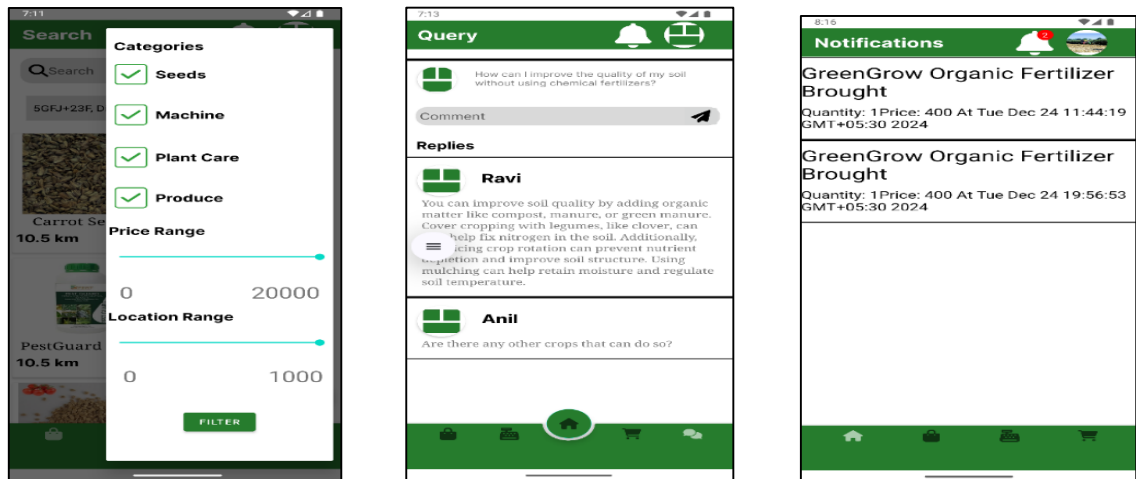 7:11
Search
Search
5GFJ+23F, D
Carrot Se
10.5 km
PestGuard
10.5 km
Categories
Seeds
Machine
Plant Care
Produce
Price Range
0 20000
Location Range
0 1000
FILTER
7:13
Query
How can I improve the quality of my soil
without using chemical fertilizers?
Comment
Replies
Ravi
You can improve soil quality by adding organic
matter like compost, manure, or green manure.
Cover cropping with legumes, like clover, can
help fix nitrogen in the soil. Additionally,
cing crop rotation can prevent nutrient
depletion and improve soil structure. Using
mulching can help retain moisture and regulate
soil temperature.
Anil
Are there any other crops that can do so?
8:16
Notifications
2
GreenGrow Organic Fertilizer
Brought
Quantity: 1Price: 400 At Tue Dec 24 11:44:19
GMT+05:30 2024
GreenGrow Organic Fertilizer
Brought
Quantity: 1Price: 400 At Tue Dec 24 19:56:53
GMT+05:30 2024